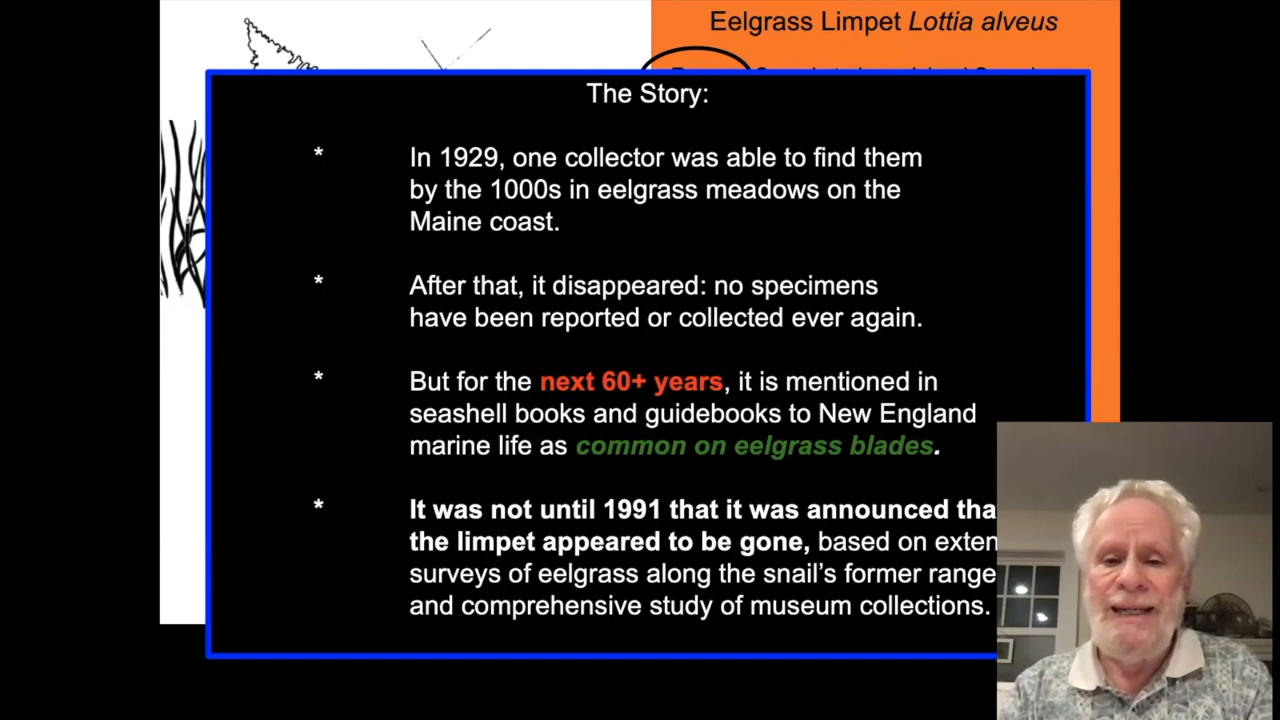 Eelgrass Limpet Lottia alveus
The Story:
* In 1929, one collector was able to find them
by the 1000s in eelgrass meadows on the
Maine coast.
* After that, it disappeared: no specimens
have been reported or collected ever again.
* But for the next 60+ years, it is mentioned in
seashell books and guidebooks to New England
marine life as common on eelgrass blades.
* It was not until 1991 that it was announced tha
the limpet appeared to be gone, based on exten
surveys of eelgrass along the snail's former range
and comprehensive study of museum collections.